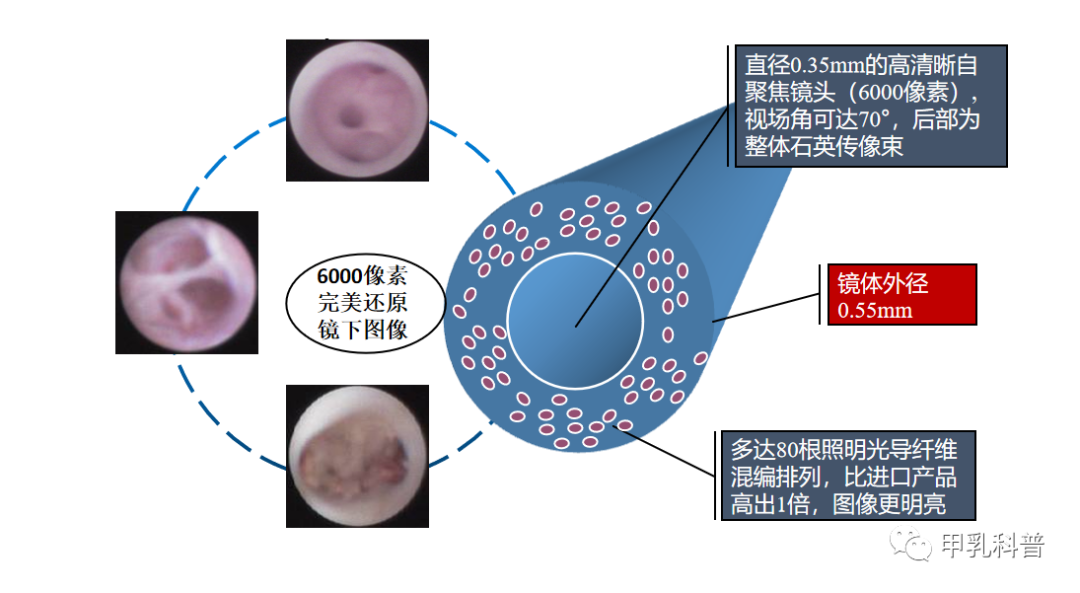 直径0.35mm的高清晰自
聚焦镜头（6000像素），
视场角可达70°，后部为
整体石英传像束
6000像素
完美还原
镜下图像
镜体外径
0.55mm
多达80根照明光导纤维
混编排列，比进口产品
高出1倍，图像更明亮
甲乳科普